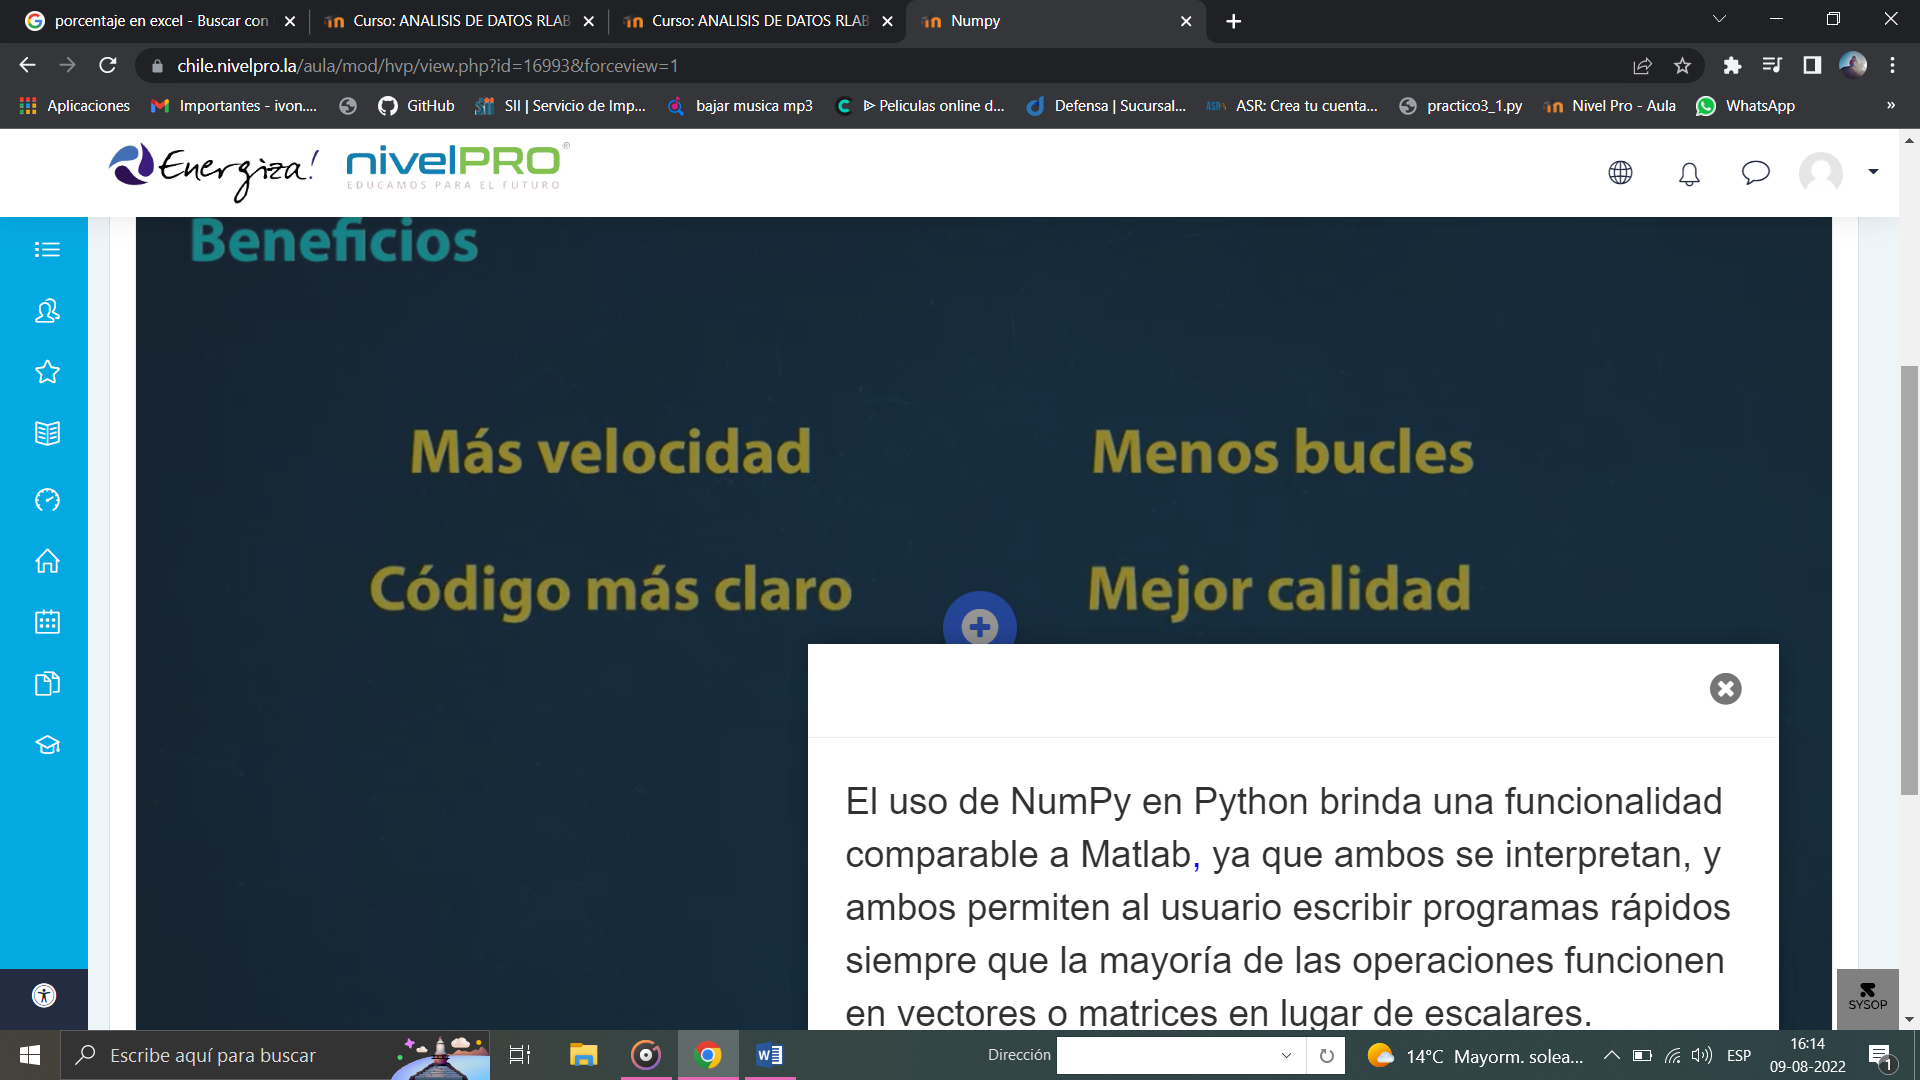 porcentaje en excel - Buscar con
Curso: ANALISIS DE DATOS RLAB
Curso: ANALISIS DE DATOS RLAB
Numpy
chile.nivelpro.la/aula/mod/hvp/view.php?id=16993&forceview=1
Aplicaciones
Importantes - ivon....
GitHub
SII | Servicio de Imp...
bajar musica mp3
Peliculas online d...
Defensa | Sucursal...
ASR: Crea tu cuenta...
practico3_1.py
Nivel Pro - Aula
WhatsApp
»
Energiza!
nivelPRO®
EDUCAMOS PARA EL FUTURO
Beneficios
Más velocidad
Menos bucles
Código más claro
Mejor calidad
El uso de NumPy en Python brinda una funcionalidad
comparable a Matlab, ya que ambos se interpretan, y
ambos permiten al usuario escribir programas rápidos
siempre que la mayoría de las operaciones funcionen
en vectores o matrices en lugar de escalares.
SYSOP
Escribe aquí para buscar
Dirección
14°C Mayorm. solea...
ESP
16:14
09-08-2022
1